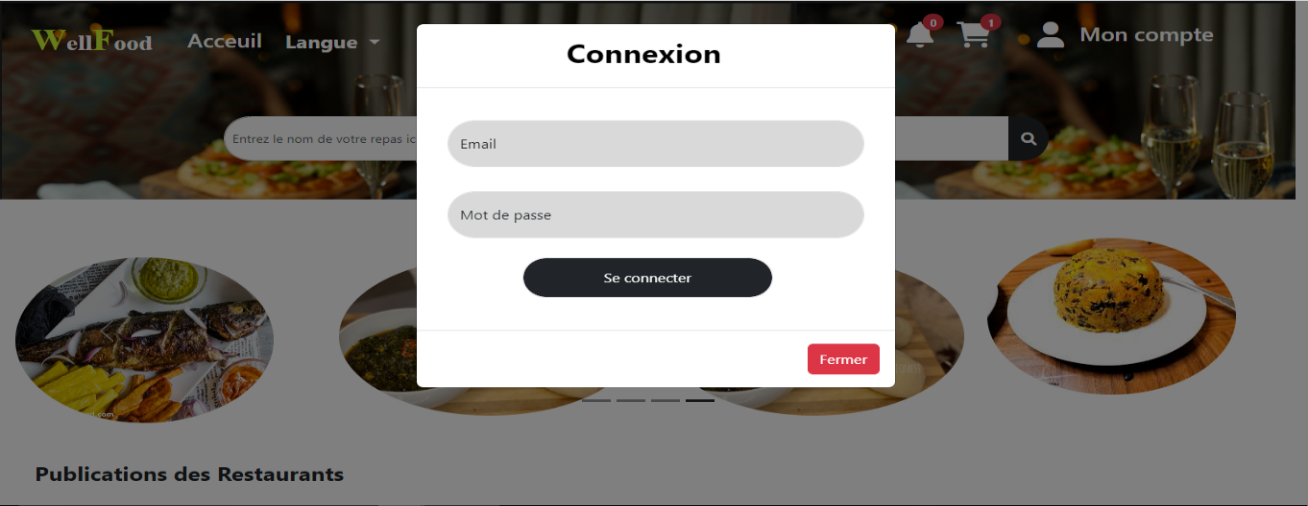 WellFood Acceuil Langue 0 1 Mon compte
Connexion
Entrez le nom de votre repas ic
Email
Mot de passe
Se connecter
Fermer
Publications des Restaurants